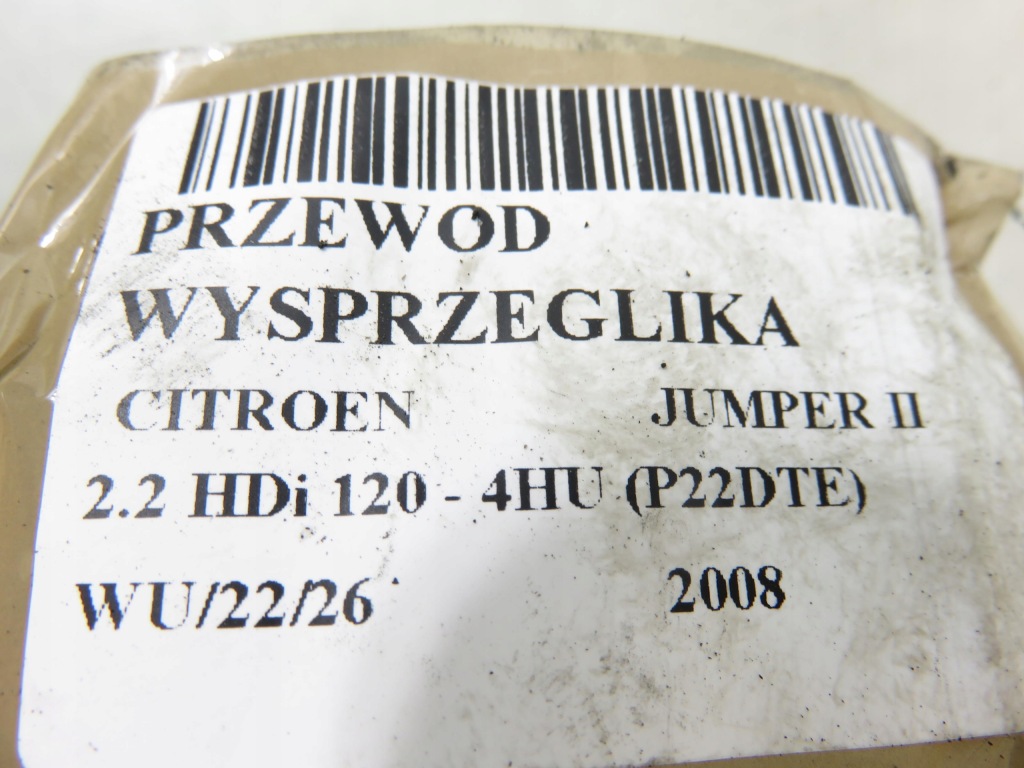 PRZEWOD
WYSPRZEGLIKA
CITROEN JUMPER II
2.2 HDi 120 - 4HU (P22DTE)
WU/22/26 2008